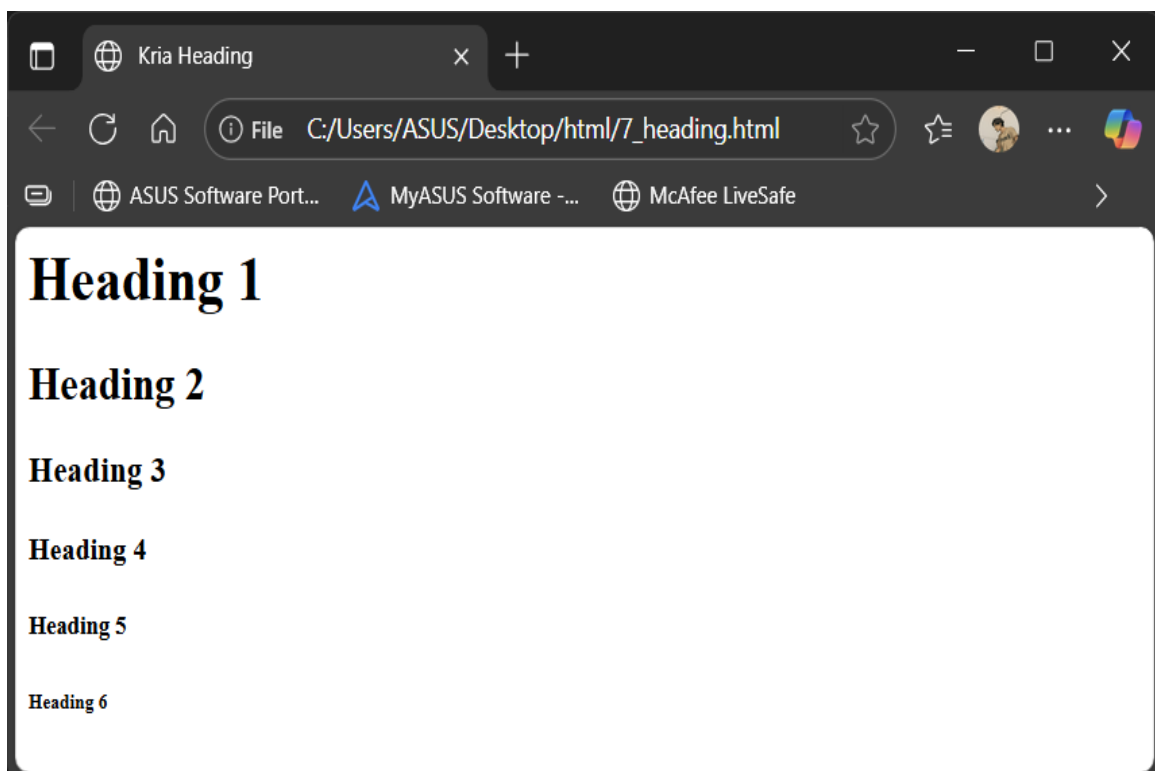 Kria Heading
File C:/Users/ASUS/Desktop/html/7_heading.html
ASUS Software Port... MyASUS Software -... McAfee LiveSafe
Heading 1
Heading 2
Heading 3
Heading 4
Heading 5
Heading 6